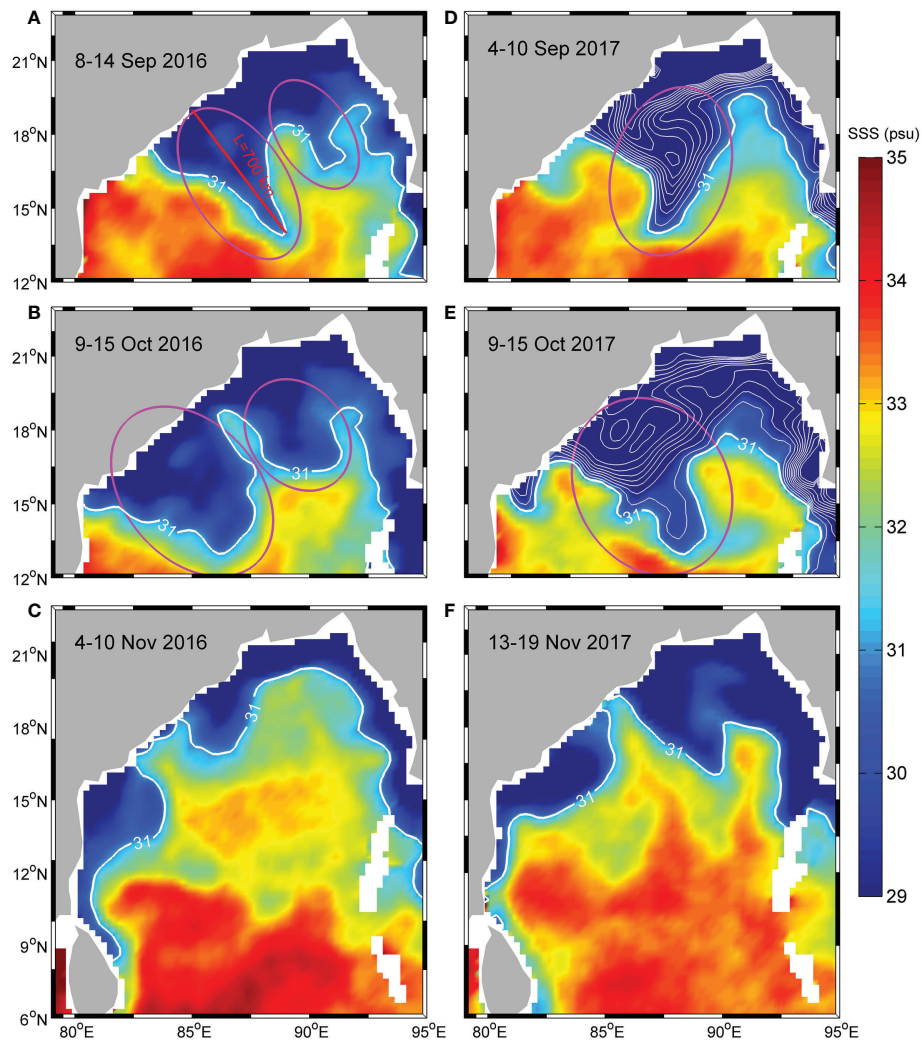 A
8-14 Sep 2016
31
31
L=700 km
21°N
18°N
15°N
12°N
D
4-10 Sep 2017
31
B
9-15 Oct 2016
31
31
21°N
18°N
15°N
12°N
E
9-15 Oct 2017
31
31
C
4-10 Nov 2016
31
31
21°N
18°N
15°N
12°N
9°N
6°N
80°E
85°E
90°E
95°E
F
13-19 Nov 2017
31
31
80°E
85°E
90°E
95°E
SSS (psu)
35
34
33
32
31
30
29